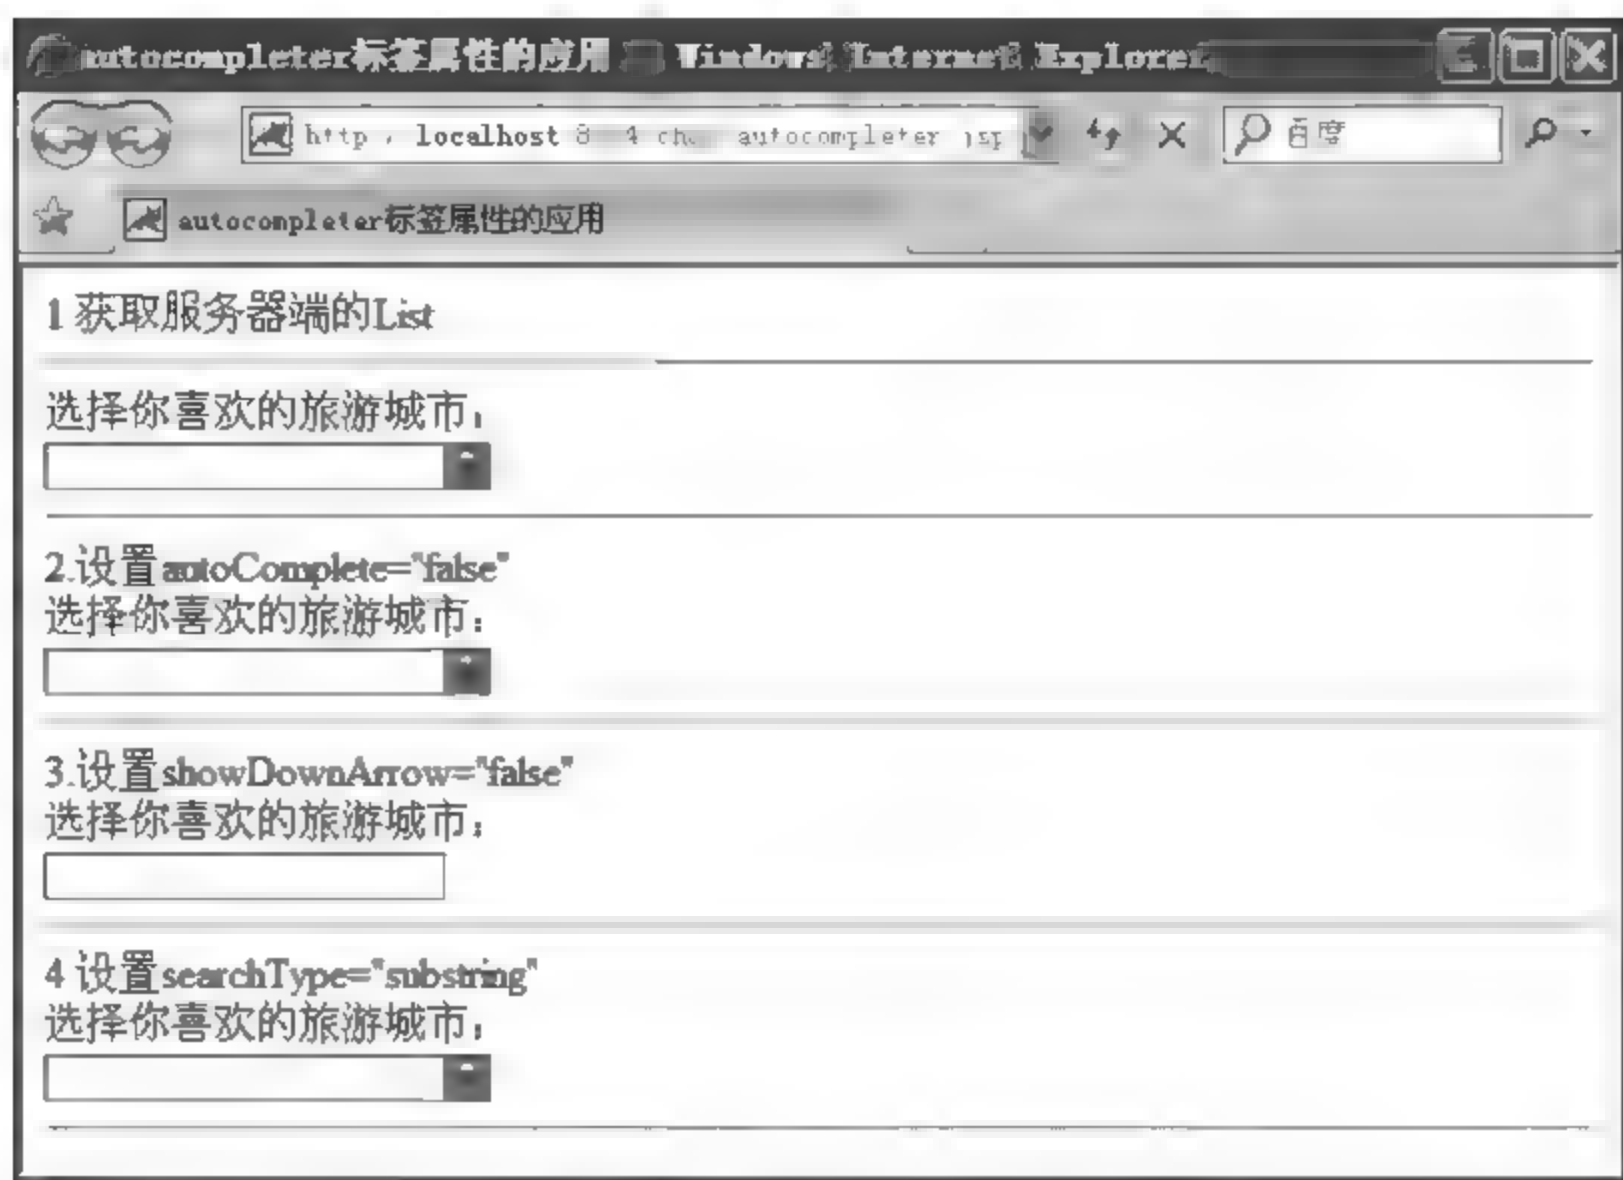 autocompleter标签属性的应用 Windows Internet Explorer
http localhost autocompleter jsp 百度
autocompleter标签属性的应用
1 获取服务器端的List
选择你喜欢的旅游城市:
2.设置autoComplete="false"
选择你喜欢的旅游城市:
3.设置showDownArrow="false"
选择你喜欢的旅游城市:
4 设置searchType="substring"
选择你喜欢的旅游城市: